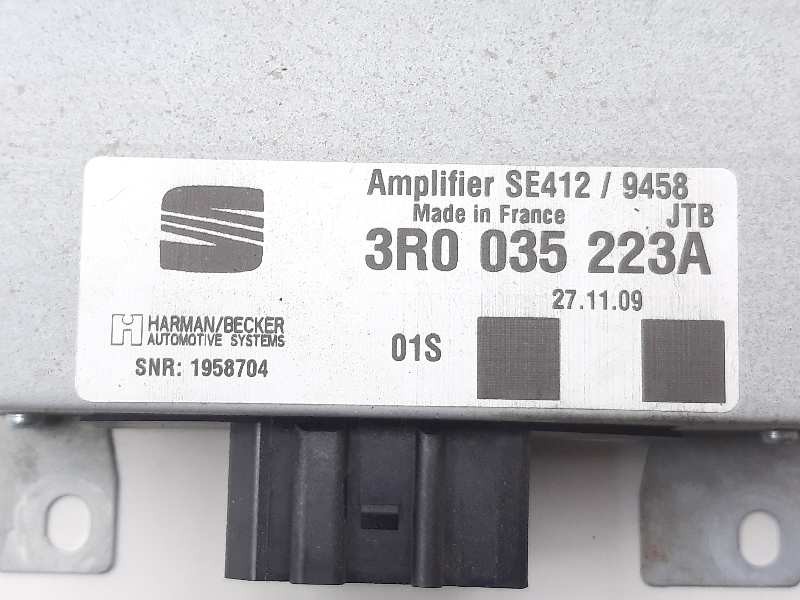 Amplifier SE412 / 9458
Made in France JTB
3R0 035 223A
27.11.09
HARMAN/BECKER
AUTOMOTIVE SYSTEMS
SNR: 1958704
01S